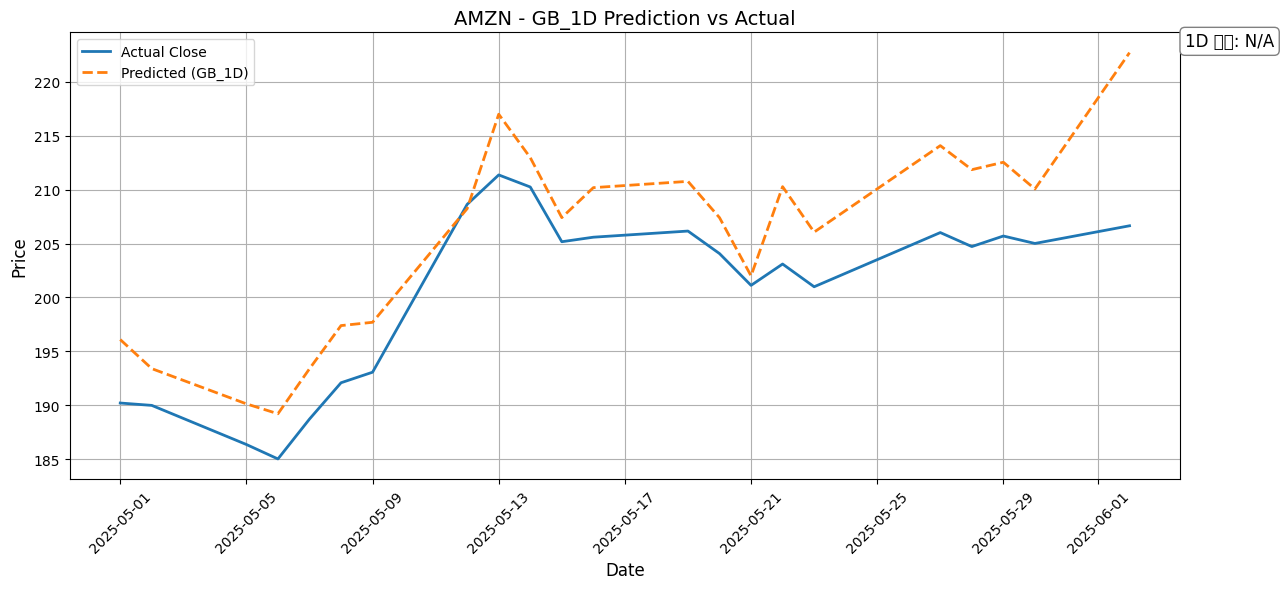 AMZN - GB_1D Prediction vs Actual
1D : N/A
Actual Close
Predicted (GB_1D)
Price
220
215
210
205
200
195
190
185
2025-05-01
2025-05-05
2025-05-09
2025-05-13
2025-05-17
2025-05-21
2025-05-25
2025-05-29
2025-06-01
Date